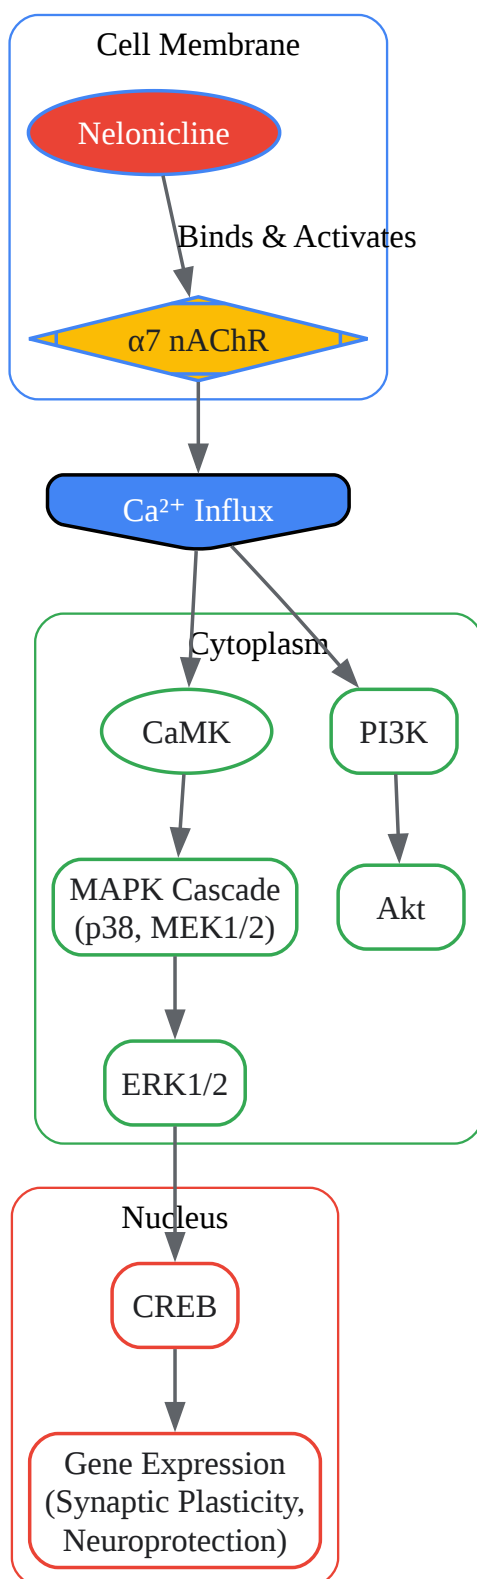 Cell Membrane
Nelonicline
Binds & Activates
α7 nAChR
Ca²⁺ Influx
Cytoplasm
CaMK
PI3K
MAPK Cascade
(p38, MEK1/2)
Akt
ERK1/2
Nucleus
CREB
Gene Expression
(Synaptic Plasticity,
Neuroprotection)